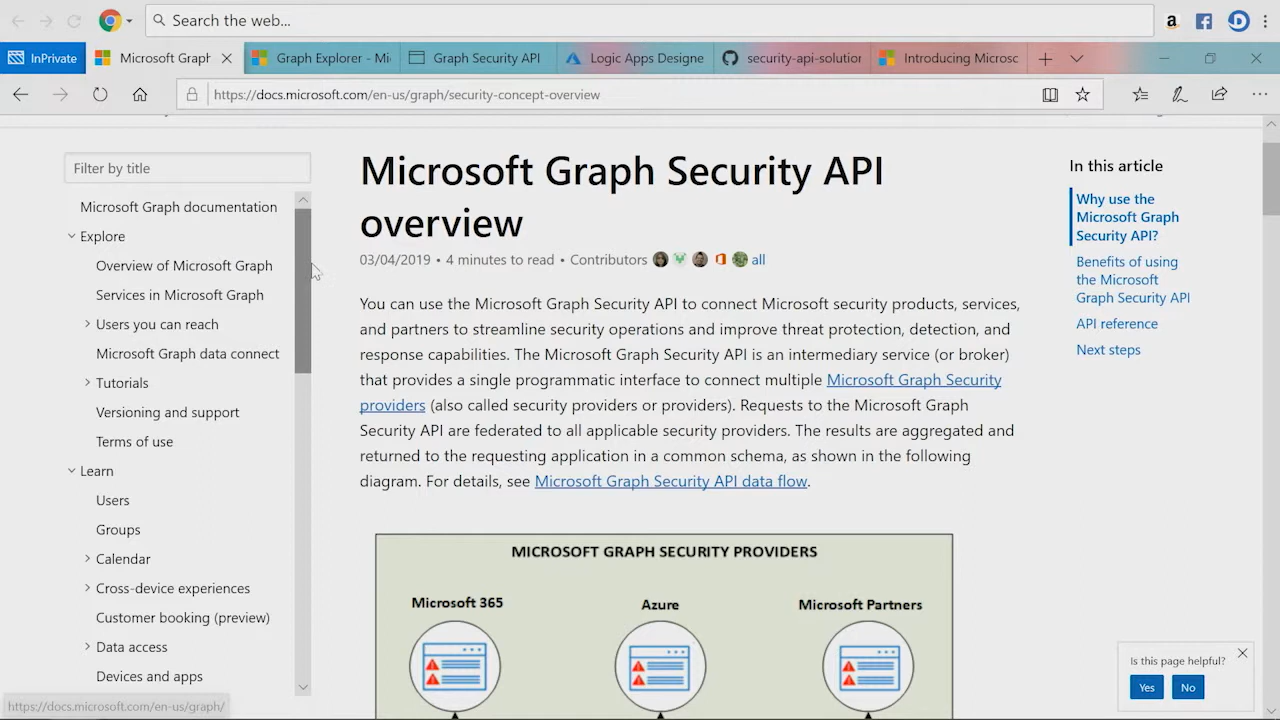 Search the web...
InPrivate
Microsoft Graph
Graph Explorer - Mi
Graph Security API
Logic Apps Designe
security-api-solution
Introducing Microsc
https://docs.microsoft.com/en-us/graph/security-concept-overview
Filter by title
Microsoft Graph documentation
Explore
Overview of Microsoft Graph
Services in Microsoft Graph
Users you can reach
Microsoft Graph data connect
Tutorials
Versioning and support
Terms of use
Learn
Users
Groups
Calendar
Cross-device experiences
Customer booking (preview)
Data access
Devices and apps
https://docs.microsoft.com/en-us/graph/
Microsoft Graph Security API
overview
03/04/2019 • 4 minutes to read • Contributors all
You can use the Microsoft Graph Security API to connect Microsoft security products, services,
and partners to streamline security operations and improve threat protection, detection, and
response capabilities. The Microsoft Graph Security API is an intermediary service (or broker)
that provides a single programmatic interface to connect multiple Microsoft Graph Security
providers (also called security providers or providers). Requests to the Microsoft Graph
Security API are federated to all applicable security providers. The results are aggregated and
returned to the requesting application in a common schema, as shown in the following
diagram. For details, see Microsoft Graph Security API data flow.
MICROSOFT GRAPH SECURITY PROVIDERS
Microsoft 365
Azure
Microsoft Partners
In this article
Why use the
Microsoft Graph
Security API?
Benefits of using
the Microsoft
Graph Security API
API reference
Next steps
Is this page helpful?
Yes
No